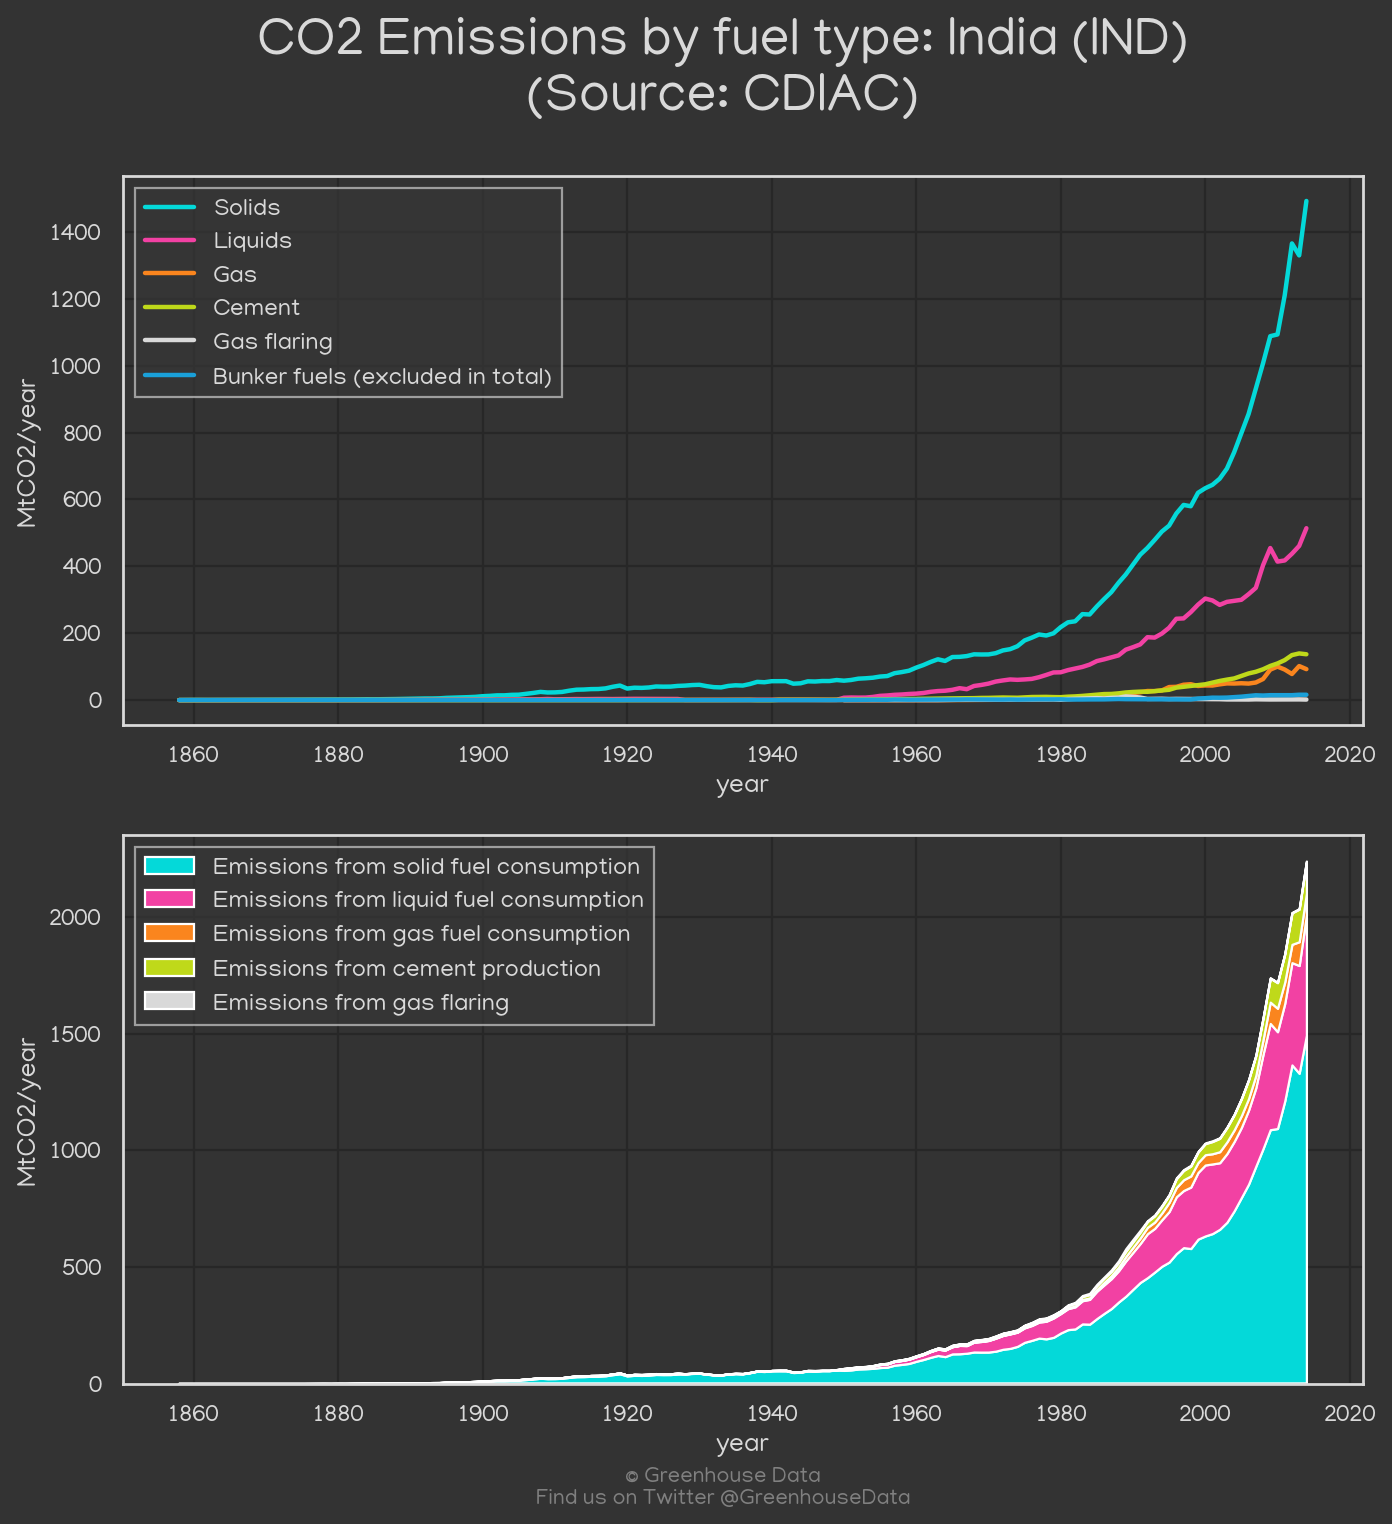 CO2 Emissions by fuel type: India (IND)
(Source: CDIAC)
Solids
Liquids
Gas
Cement
Gas flaring
Bunker fuels (excluded in total)
1400
1200
1000
800
600
400
200
0
MtCO2/year
1860 1880 1900 1920 1940 1960 1980 2000 2020
year
Emissions from solid fuel consumption
Emissions from liquid fuel consumption
Emissions from gas fuel consumption
Emissions from cement production
Emissions from gas flaring
2000
1500
1000
500
0
MtCO2/year
1860 1880 1900 1920 1940 1960 1980 2000 2020
year
© Greenhouse Data
Find us on Twitter @GreenhouseData